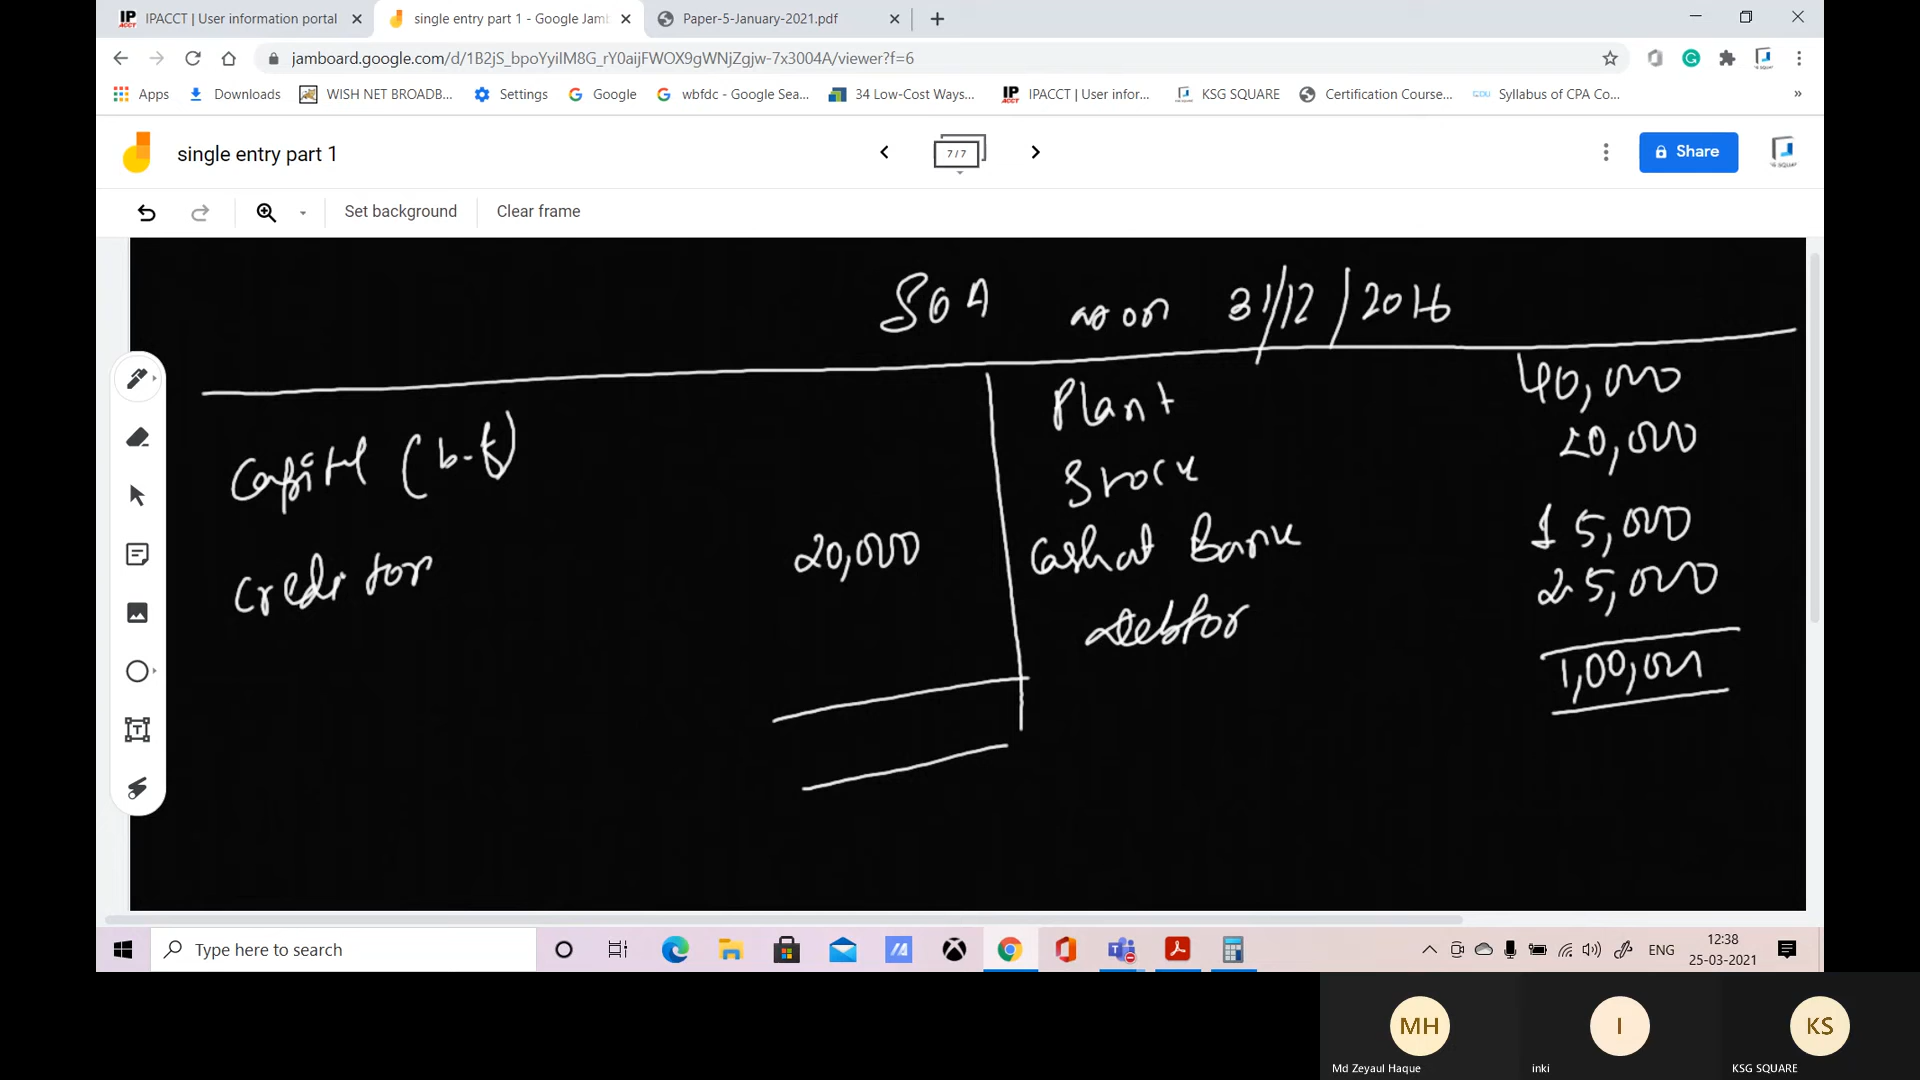 IPACCT | User information portal
single entry part 1 - Google Jamb
Paper-5-January-2021.pdf
jamboard.google.com/d/1B2jS_bpoYyilM8G_rY0aijFWOX9gWNjZgjw-7x3004A/viewer?f=6
Apps Downloads WISH NET BROADB... Settings Google wbfdc - Google Sea... 34 Low-Cost Ways... IPACCT | User infor... KSG SQUARE Certification Course... Syllabus of CPA Co... »
single entry part 1
7 / 7
Share
Set background Clear frame
SOA as on 31/12/2016
Plant 40,000
Capital (b.f) Stock 20,000
Creditor 20,000 Cash at Bank 15,000
Debtor 25,000
1,00,000
Type here to search
ENG
12:38
25-03-2021
MH I KS
Md Zeyaul Haque inki KSG SQUARE